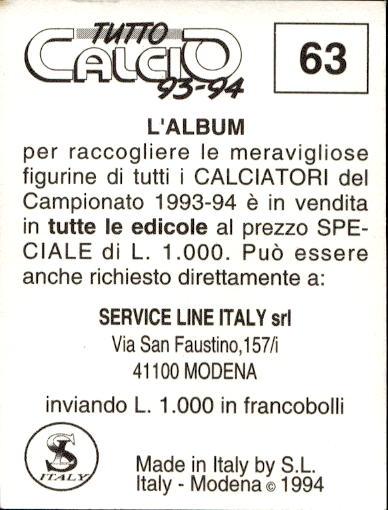 TUTTO
CALCIO
93-94
63
L'ALBUM
per raccogliere le meravigliose
figurine di tutti i CALCIATORI del
Campionato 1993-94 è in vendita
in tutte le edicole al prezzo SPE-
CIALE di L. 1.000. Può essere
anche richiesto direttamente a:
SERVICE LINE ITALY srl
Via San Faustino,157/i
41100 MODENA
inviando L. 1.000 in francobolli
SL
ITALY
Made in Italy by S.L.
Italy - Modena © 1994